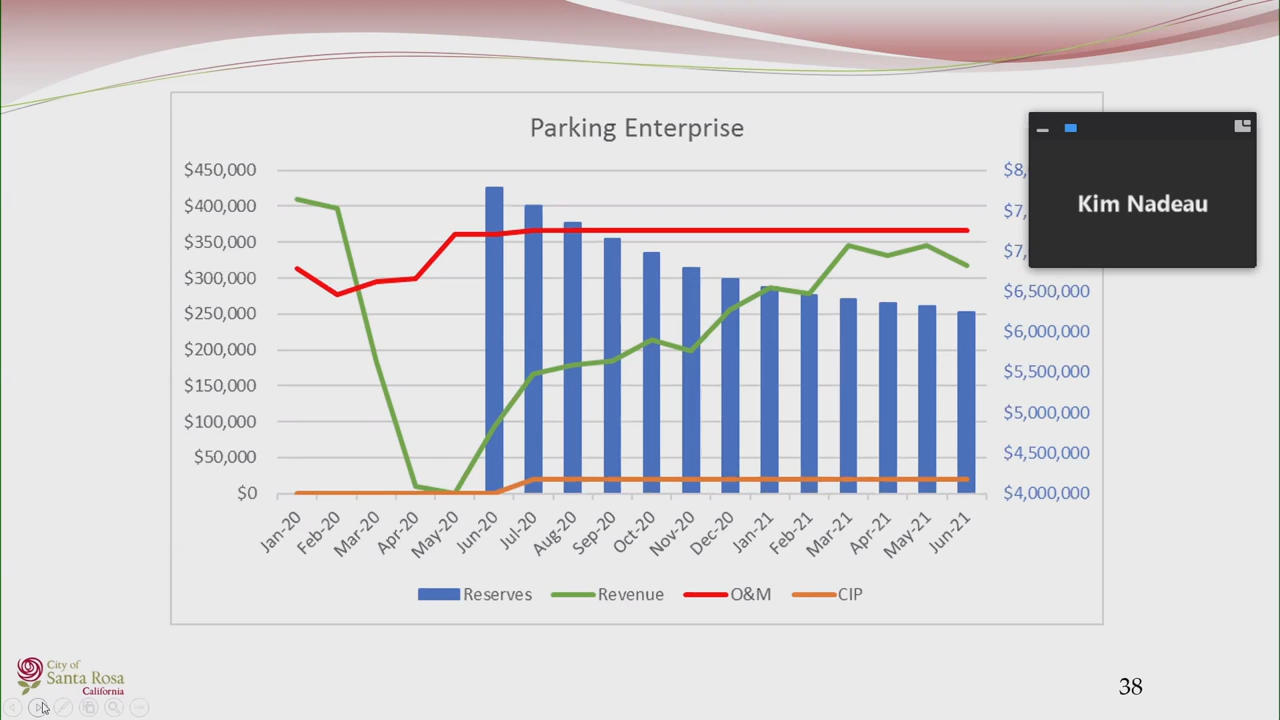 Parking Enterprise
$450,000
$400,000
$350,000
$300,000
$250,000
$200,000
$150,000
$100,000
$50,000
$0
$8,
$7,
$7,
$6,500,000
$6,000,000
$5,500,000
$5,000,000
$4,500,000
$4,000,000
Kim Nadeau
Jan-20 Feb-20 Mar-20 Apr-20 May-20 Jun-20 Jul-20 Aug-20 Sep-20 Oct-20 Nov-20 Dec-20 Jan-21 Feb-21 Mar-21 Apr-21 May-21 Jun-21
Reserves Revenue O&M CIP
City of
Santa Rosa
California
38